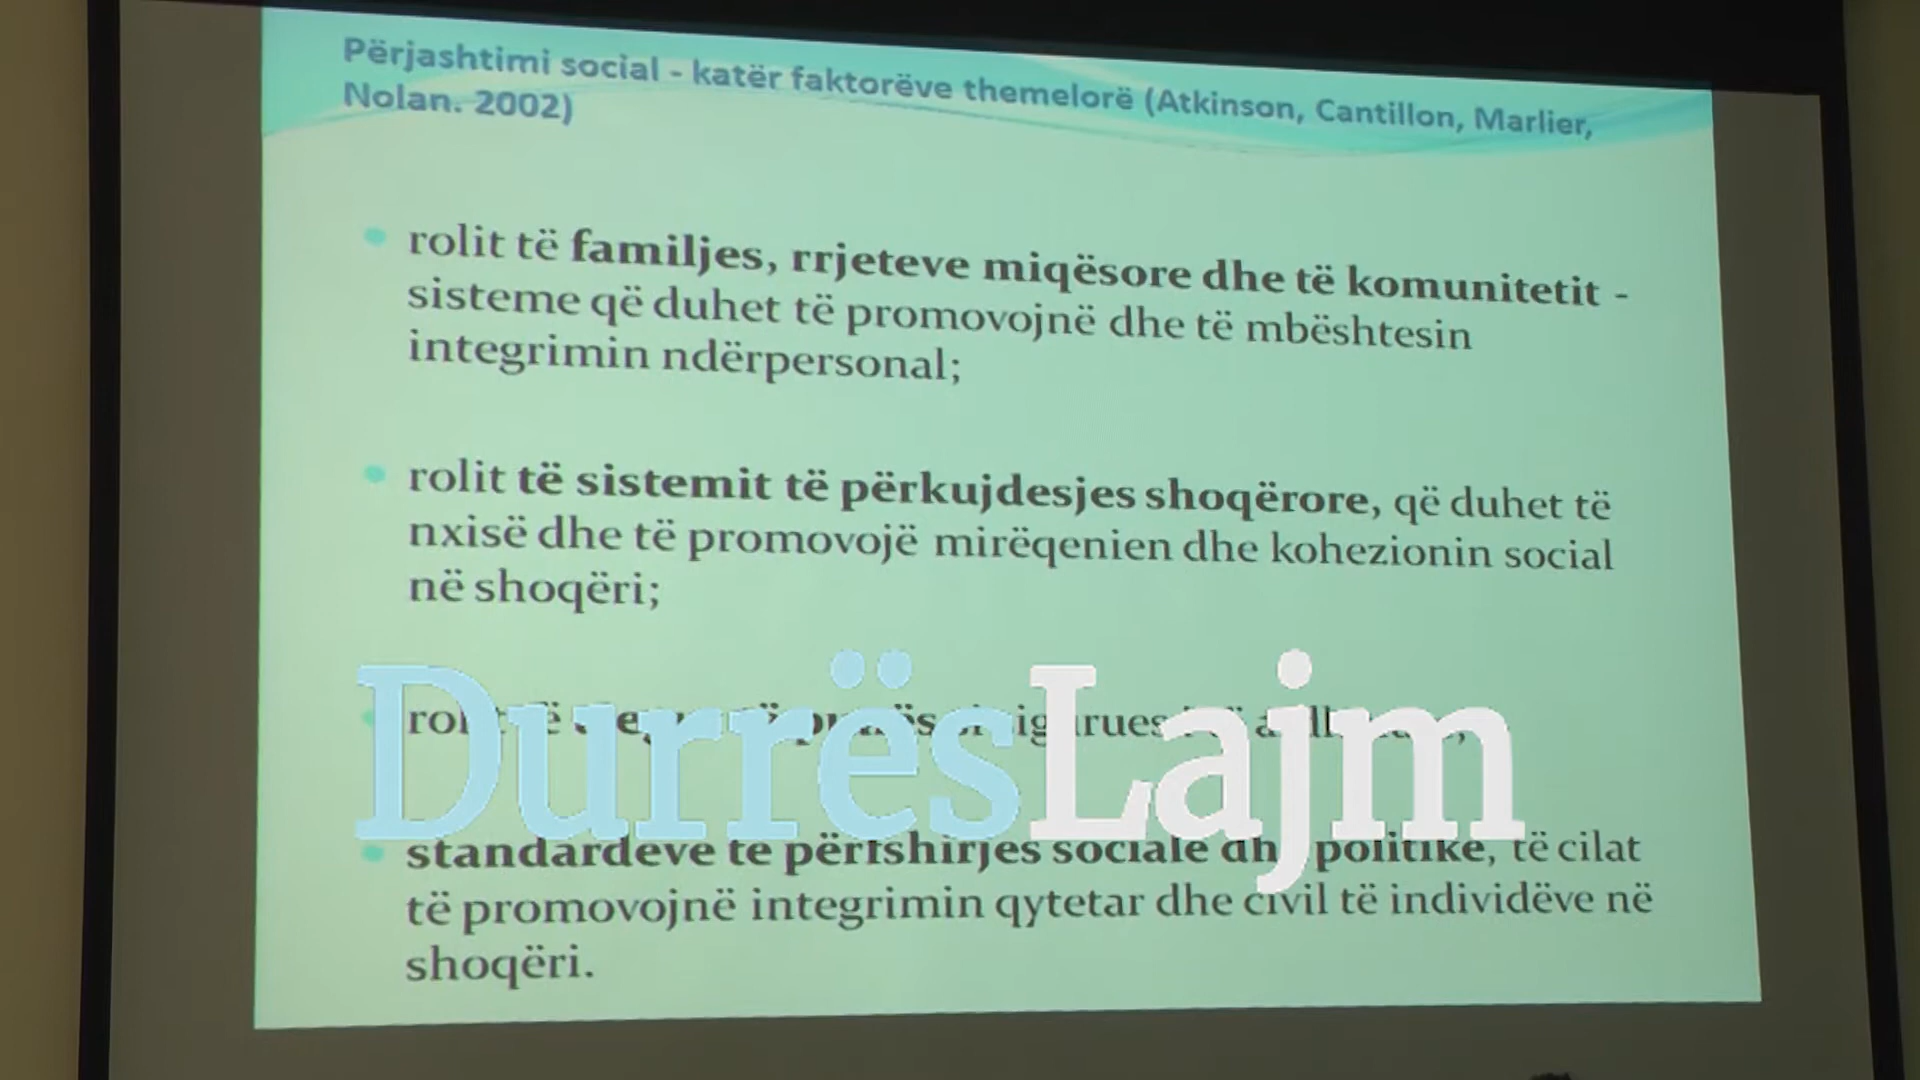 Përjashtimi social - katër faktorëve themelorë (Atkinson, Cantillon, Marlier,
Nolan. 2002)
rolit të familjes, rrjeteve miqësore dhe të komunitetit -
sisteme që duhet të promovojnë dhe të mbështesin
integrimin ndërpersonal;
rolit të sistemit të përkujdesjes shoqërore, që duhet të
nxisë dhe të promovojë mirëqenien dhe kohezionin social
në shoqëri;
DurrësLajm
standardeve të përfshirjes sociale dhe politike, të cilat
të promovojnë integrimin qytetar dhe civil të individëve në
shoqëri.